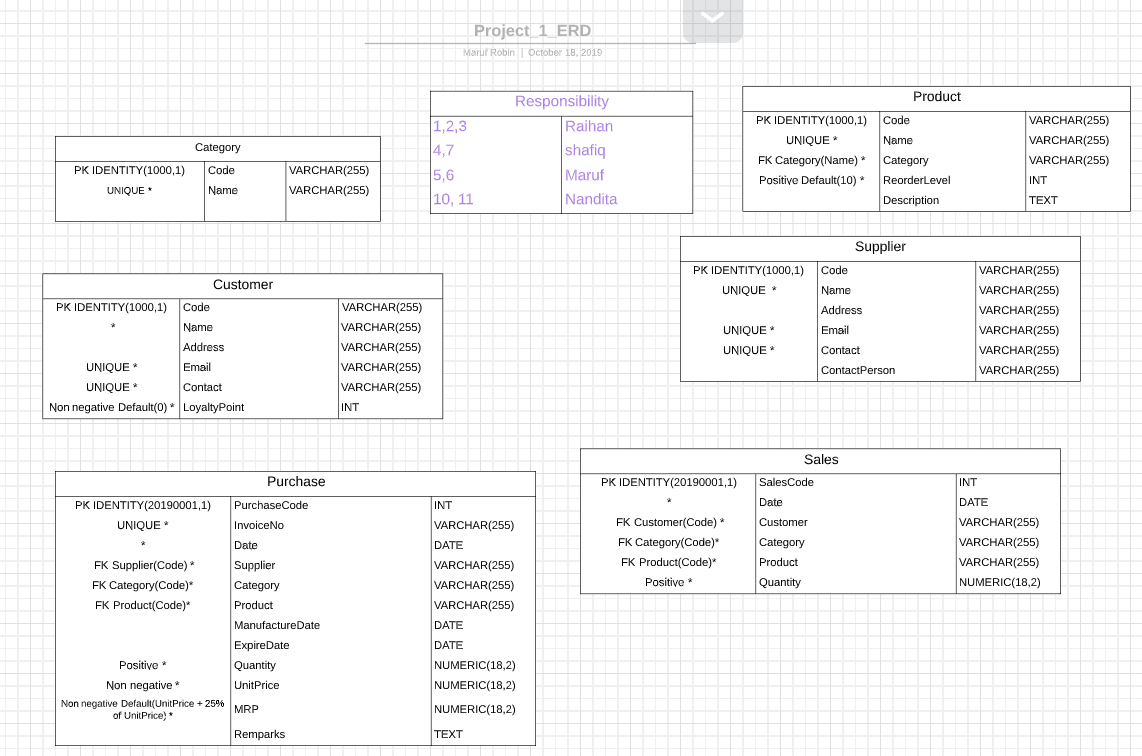 Project_1_ERD
Maruf Robin | October 18, 2019
Responsibility
1,2,3 Raihan
4,7 shafiq
5,6 Maruf
10, 11 Nandita
Product
PK IDENTITY(1000,1) Code VARCHAR(255)
UNIQUE * Name VARCHAR(255)
FK Category(Name) * Category VARCHAR(255)
Positive Default(10) * ReorderLevel INT
Description TEXT
Category
PK IDENTITY(1000,1) Code VARCHAR(255)
UNIQUE * Name VARCHAR(255)
Supplier
PK IDENTITY(1000,1) Code VARCHAR(255)
UNIQUE * Name VARCHAR(255)
Address VARCHAR(255)
UNIQUE * Email VARCHAR(255)
UNIQUE * Contact VARCHAR(255)
ContactPerson VARCHAR(255)
Customer
PK IDENTITY(1000,1) Code VARCHAR(255)
* Name VARCHAR(255)
Address VARCHAR(255)
UNIQUE * Email VARCHAR(255)
UNIQUE * Contact VARCHAR(255)
Non negative Default(0) * LoyaltyPoint INT
Purchase
PK IDENTITY(20190001,1) PurchaseCode INT
UNIQUE * InvoiceNo VARCHAR(255)
* Date DATE
FK Supplier(Code) * Supplier VARCHAR(255)
FK Category(Code)* Category VARCHAR(255)
FK Product(Code)* Product VARCHAR(255)
ManufactureDate DATE
ExpireDate DATE
Positive * Quantity NUMERIC(18,2)
Non negative * UnitPrice NUMERIC(18,2)
Non negative Default(UnitPrice + 25%
of UnitPrice) * MRP NUMERIC(18,2)
Remparks TEXT
Sales
PK IDENTITY(20190001,1) SalesCode INT
* Date DATE
FK Customer(Code) * Customer VARCHAR(255)
FK Category(Code)* Category VARCHAR(255)
FK Product(Code)* Product VARCHAR(255)
Positive * Quantity NUMERIC(18,2)